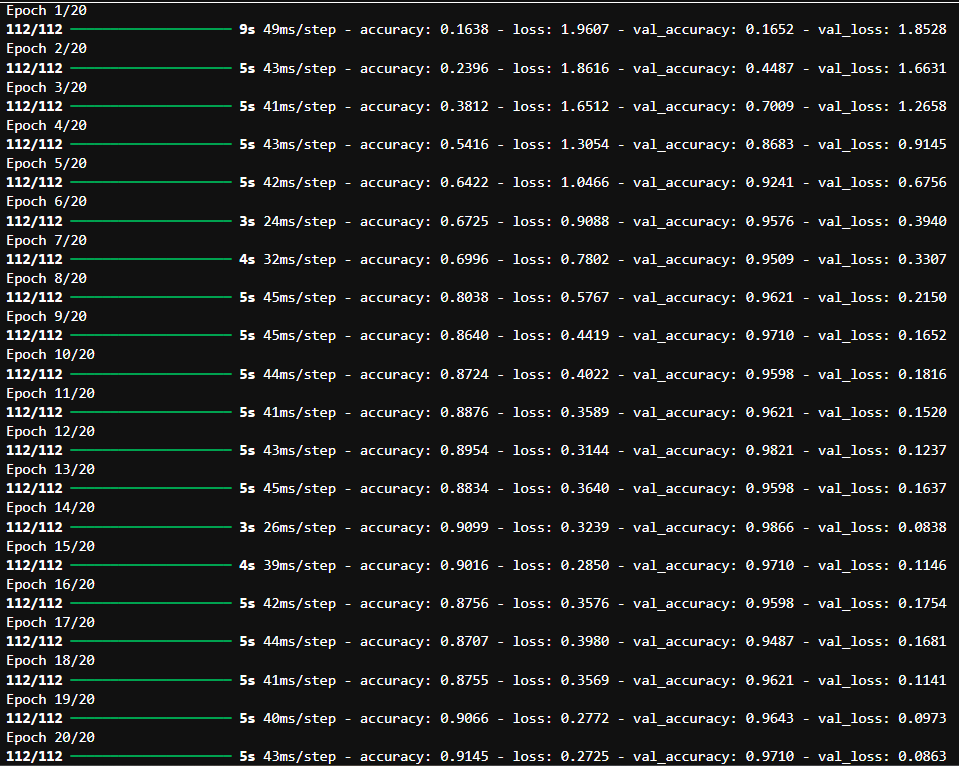 Epoch 1/20
112/112 9s 49ms/step - accuracy: 0.1638 - loss: 1.9607 - val_accuracy: 0.1652 - val_loss: 1.8528
Epoch 2/20
112/112 5s 43ms/step - accuracy: 0.2396 - loss: 1.8616 - val_accuracy: 0.4487 - val_loss: 1.6631
Epoch 3/20
112/112 5s 41ms/step - accuracy: 0.3812 - loss: 1.6512 - val_accuracy: 0.7009 - val_loss: 1.2658
Epoch 4/20
112/112 5s 43ms/step - accuracy: 0.5416 - loss: 1.3054 - val_accuracy: 0.8683 - val_loss: 0.9145
Epoch 5/20
112/112 5s 42ms/step - accuracy: 0.6422 - loss: 1.0466 - val_accuracy: 0.9241 - val_loss: 0.6756
Epoch 6/20
112/112 3s 24ms/step - accuracy: 0.6725 - loss: 0.9088 - val_accuracy: 0.9576 - val_loss: 0.3940
Epoch 7/20
112/112 4s 32ms/step - accuracy: 0.6996 - loss: 0.7802 - val_accuracy: 0.9509 - val_loss: 0.3307
Epoch 8/20
112/112 5s 45ms/step - accuracy: 0.8038 - loss: 0.5767 - val_accuracy: 0.9621 - val_loss: 0.2150
Epoch 9/20
112/112 5s 45ms/step - accuracy: 0.8640 - loss: 0.4419 - val_accuracy: 0.9710 - val_loss: 0.1652
Epoch 10/20
112/112 5s 44ms/step - accuracy: 0.8724 - loss: 0.4022 - val_accuracy: 0.9598 - val_loss: 0.1816
Epoch 11/20
112/112 5s 41ms/step - accuracy: 0.8876 - loss: 0.3589 - val_accuracy: 0.9621 - val_loss: 0.1520
Epoch 12/20
112/112 5s 43ms/step - accuracy: 0.8954 - loss: 0.3144 - val_accuracy: 0.9821 - val_loss: 0.1237
Epoch 13/20
112/112 5s 45ms/step - accuracy: 0.8834 - loss: 0.3640 - val_accuracy: 0.9598 - val_loss: 0.1637
Epoch 14/20
112/112 3s 26ms/step - accuracy: 0.9099 - loss: 0.3239 - val_accuracy: 0.9866 - val_loss: 0.0838
Epoch 15/20
112/112 4s 39ms/step - accuracy: 0.9016 - loss: 0.2850 - val_accuracy: 0.9710 - val_loss: 0.1146
Epoch 16/20
112/112 5s 42ms/step - accuracy: 0.8756 - loss: 0.3576 - val_accuracy: 0.9598 - val_loss: 0.1754
Epoch 17/20
112/112 5s 44ms/step - accuracy: 0.8707 - loss: 0.3980 - val_accuracy: 0.9487 - val_loss: 0.1681
Epoch 18/20
112/112 5s 41ms/step - accuracy: 0.8755 - loss: 0.3569 - val_accuracy: 0.9621 - val_loss: 0.1141
Epoch 19/20
112/112 5s 40ms/step - accuracy: 0.9066 - loss: 0.2772 - val_accuracy: 0.9643 - val_loss: 0.0973
Epoch 20/20
112/112 5s 43ms/step - accuracy: 0.9145 - loss: 0.2725 - val_accuracy: 0.9710 - val_loss: 0.0863